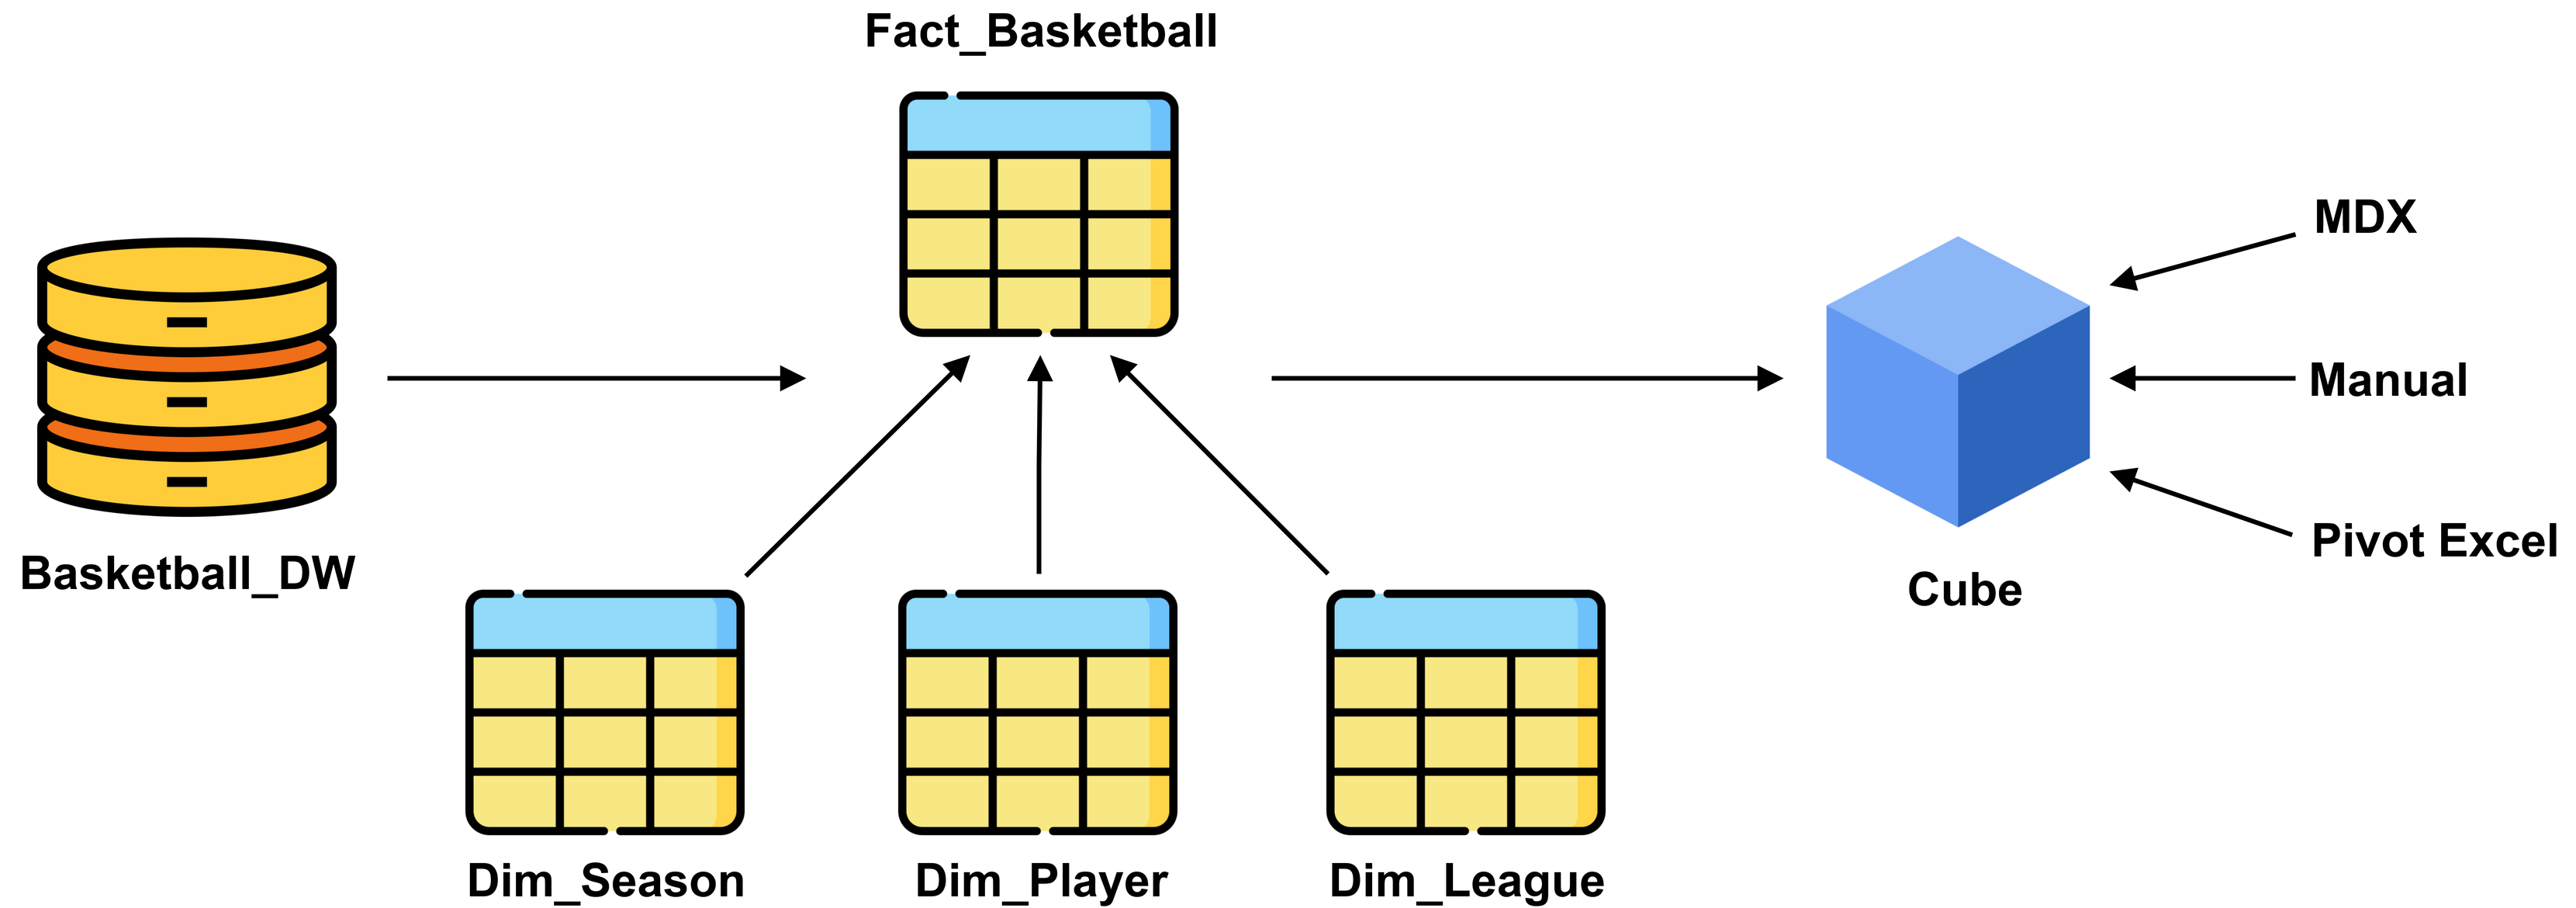 Fact_Basketball
MDX
Manual
Pivot Excel
Basketball_DW
Cube
Dim_Season
Dim_Player
Dim_League